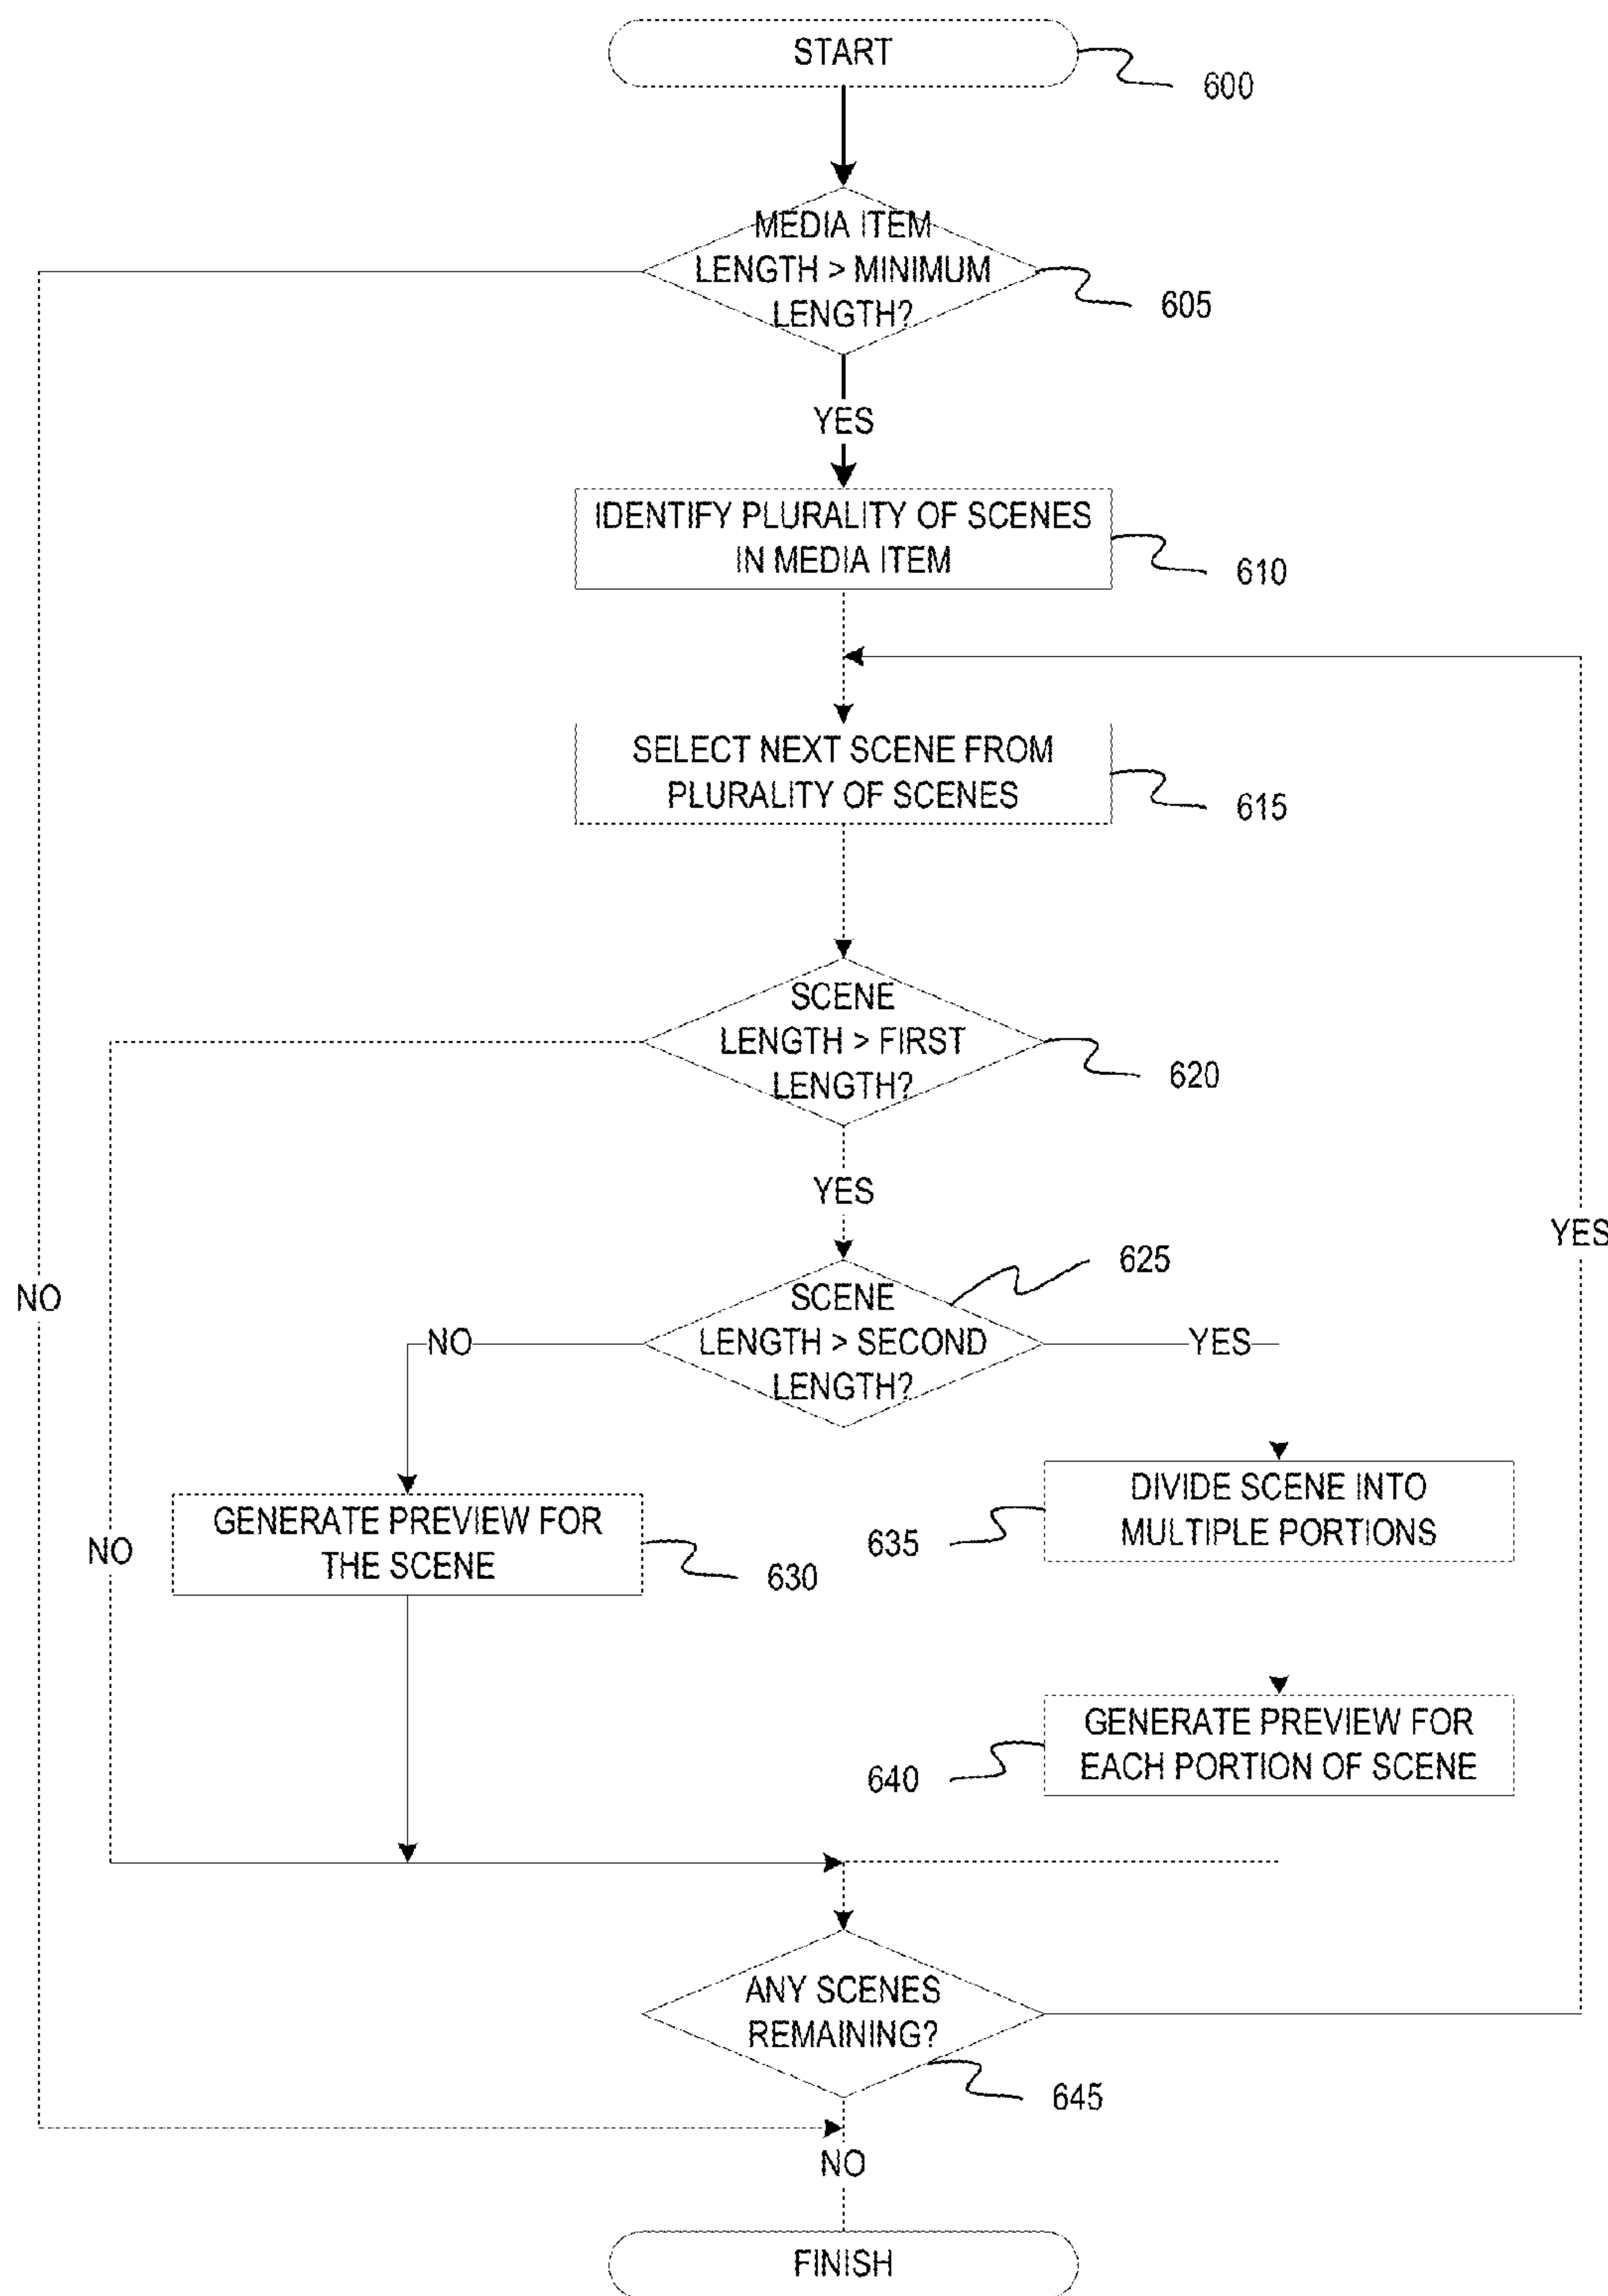 START
600
MEDIA ITEM
LENGTH > MINIMUM
LENGTH?
605
YES
IDENTIFY PLURALITY OF SCENES
IN MEDIA ITEM
610
SELECT NEXT SCENE FROM
PLURALITY OF SCENES
615
SCENE
LENGTH > FIRST
LENGTH?
620
YES
YES
625
NO
SCENE
LENGTH > SECOND
LENGTH?
NO
YES
DIVIDE SCENE INTO
MULTIPLE PORTIONS
635
GENERATE PREVIEW FOR
THE SCENE
630
NO
GENERATE PREVIEW FOR
EACH PORTION OF SCENE
640
ANY SCENES
REMAINING?
645
NO
FINISH